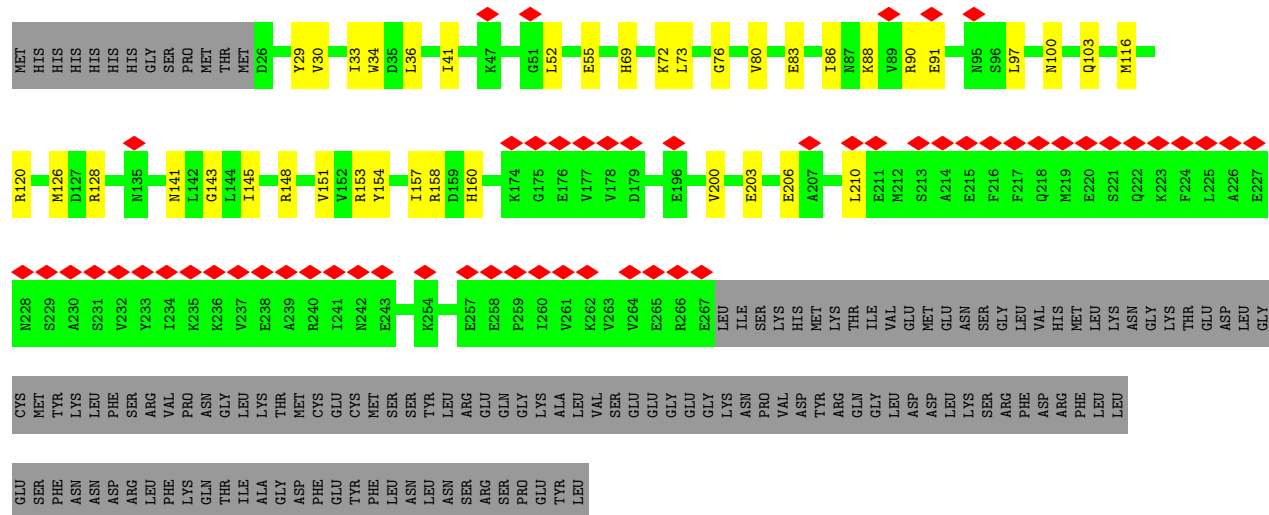 MET HIS HIS HIS HIS HIS HIS GLY SER PRO MET THR MET D26 Y29 V30 I33 W34 D35 L36 I41 K47 G51 L52 E55 H69 K72 L73 G76 V80 E83 I86 N87 K88 V89 R90 E91 N95 S96 L97 N100 Q103 M116
R120 M126 D127 R128 N135 N141 L142 G143 L144 I145 R148 V151 V152 R153 Y154 I157 R158 D159 H160 K174 G175 E176 V177 V178 D179 E196 V200 E203 E206 A207 L210 E211 M212 S213 A214 E215 F216 F217 Q218 M219 E220 S221 Q222 K223 F224 L225 A226 E227
N228 S229 A230 S231 V232 Y233 I234 K235 K236 V237 E238 A239 R240 I241 N242 E243 K254 E257 E258 P259 I260 V261 K262 V263 V264 E265 R266 E267 LEU ILE SER LYS HIS MET LYS THR ILE VAL GLU MET GLU ASN SER GLY LEU VAL HIS MET LEU LYS ASN GLY LYS THR GLU ASP LEU GLY
CYS MET TYR LYS LEU PHE SER ARG VAL PRO ASN GLY LEU LYS THR MET CYS GLU CYS MET SER SER TYR LEU ARG GLU GLN GLY LYS ALA LEU VAL SER GLU GLU GLY GLU GLY LYS ASN PRO VAL ASP TYR ARG GLN GLY LEU ASP ASP LEU LYS SER ARG PHE ASP ARG PHE LEU LEU
GLU SER PHE ASN ASN ASP ARG LEU PHE LYS GLN THR ILE ALA GLY ASP PHE GLU TYR PHE LEU ASN LEU ASN SER ARG SER PRO GLU TYR LEU